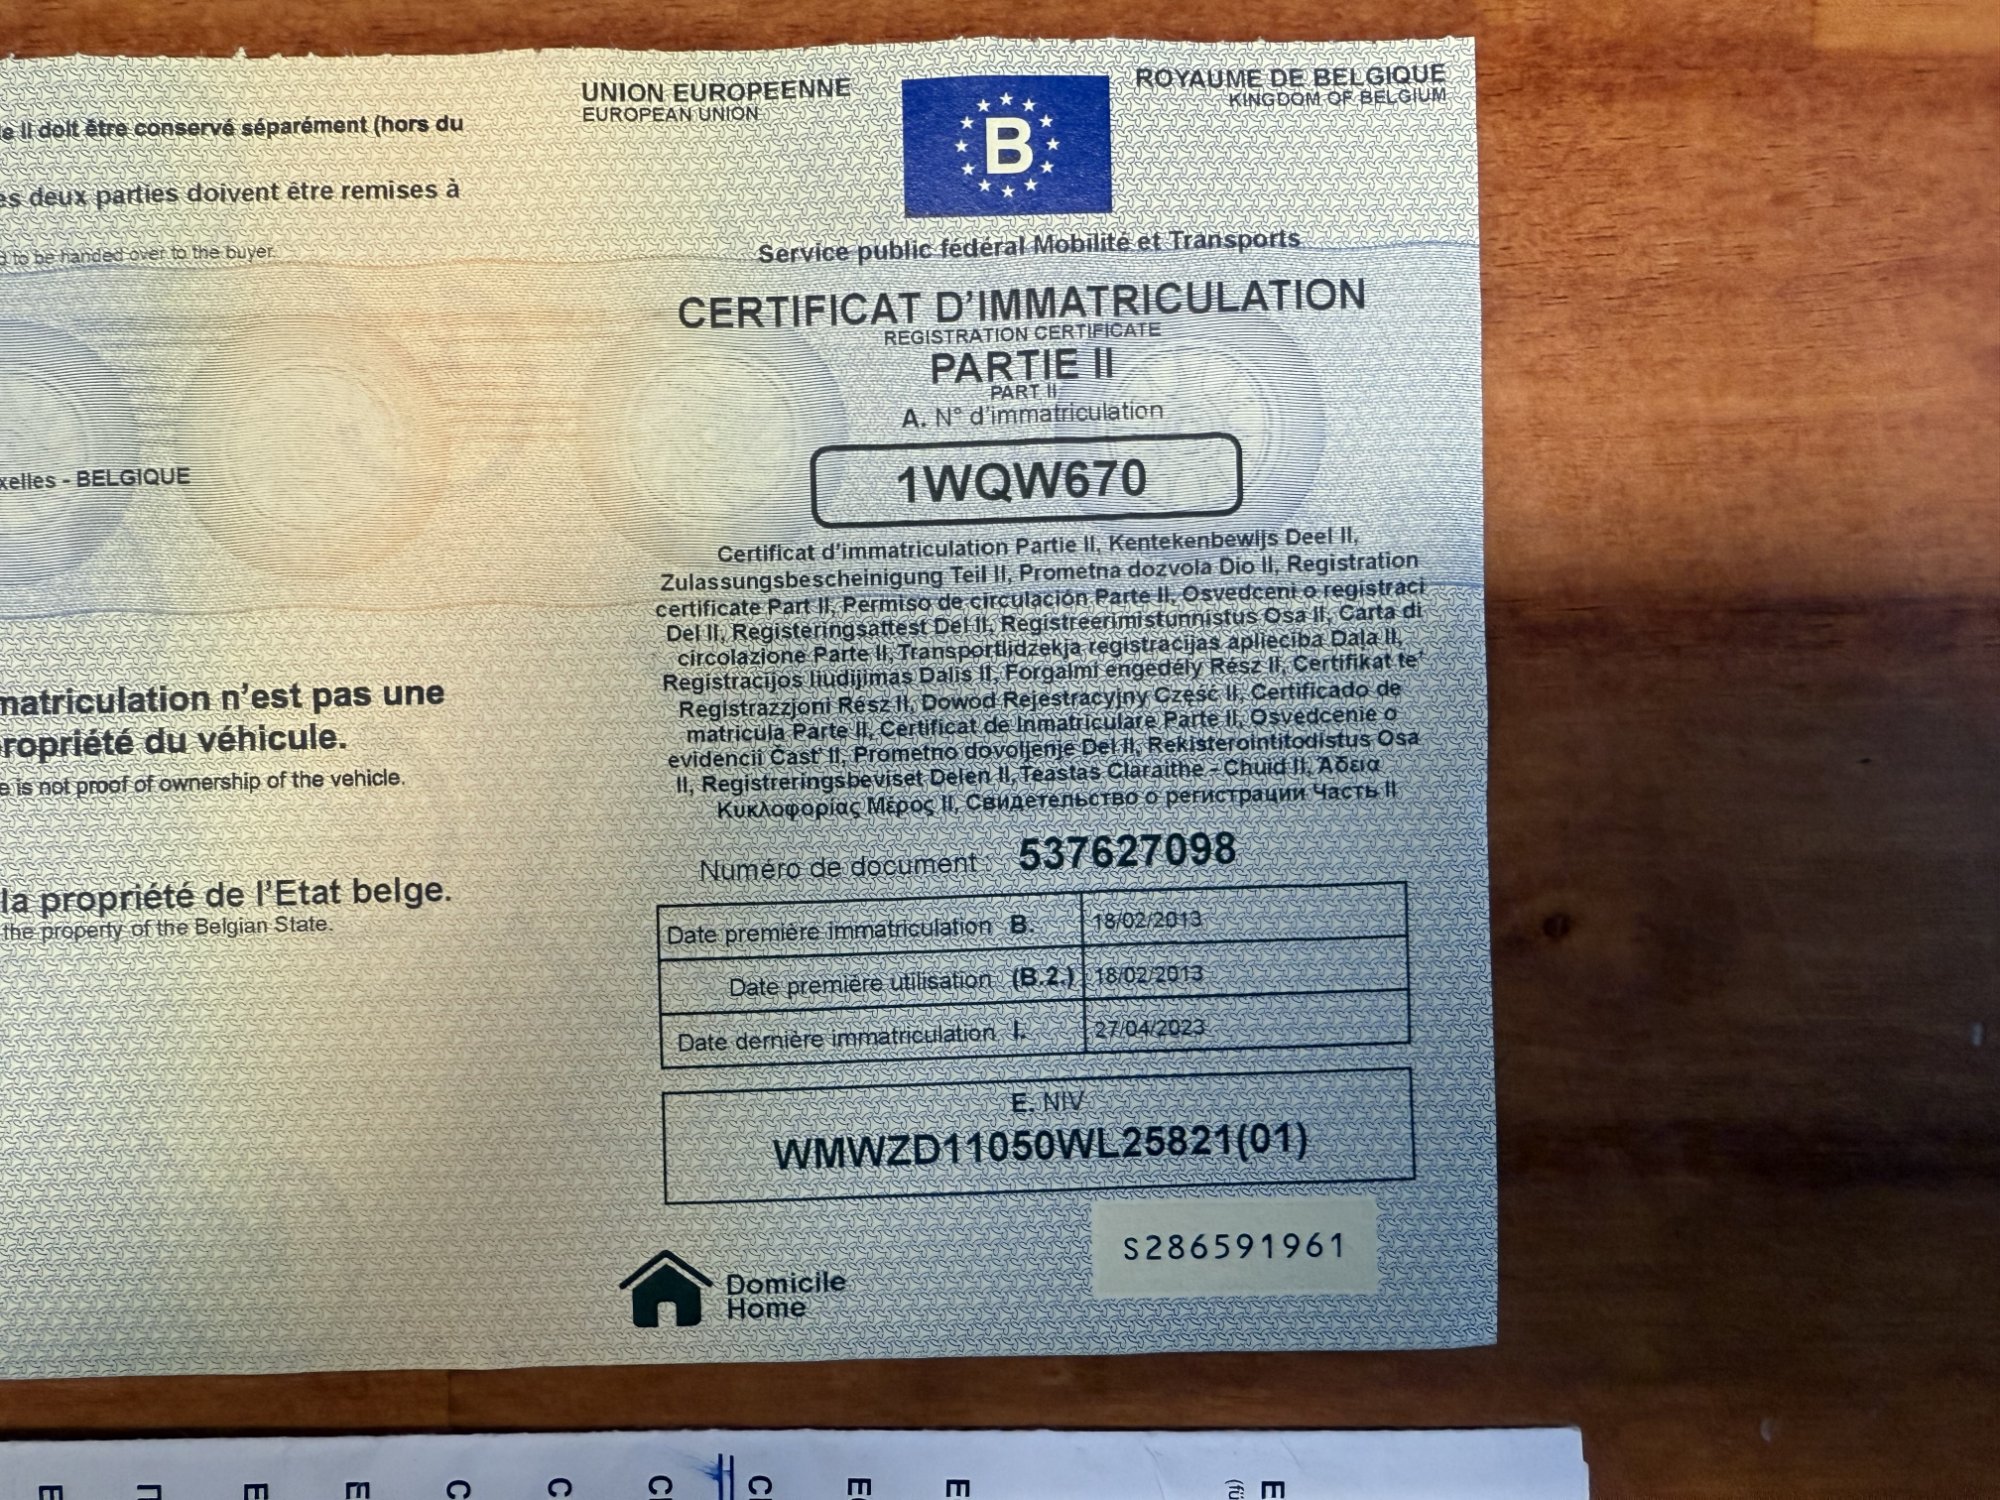 e II doit être conservé séparément (hors du
es deux parties doivent être remises à
d to be handed over to the buyer.
xelles - BELGIQUE
matriculation n'est pas une
ropriété du véhicule.
e is not proof of ownership of the vehicle.
la propriété de l'Etat belge.
the property of the Belgian State.
UNION EUROPEENNE
EUROPEAN UNION
B
ROYAUME DE BELGIQUE
KINGDOM OF BELGIUM
Service public fédéral Mobilité et Transports
CERTIFICAT D'IMMATRICULATION
REGISTRATION CERTIFICATE
PARTIE II
PART II
A. N° d'immatriculation
1WQW670
Certificat d'immatriculation Partie II, Kentekenbewijs Deel II,
Zulassungsbescheinigung Teil II, Prometna dozvola Dio II, Registration
certificate Part II, Permiso de circulación Parte II, Osvedceni o registraci
Del II, Registeringsattest Del II, Registreerimistunnistus Osa II, Carta di
circolazione Parte II, Transportlidzekja registracijas aplieciba Daļa II,
Registracijos liudijimas Dalis II, Forgalmi engedély Rész II, Certifikat te'
Registrazzjoni Rész II, Dowod Rejestracyjny Część II, Certificado de
matricula Parte II, Certificat de Inmatriculare Parte II, Osvedcenie o
evidencii Časť II, Prometno dovoljenje Del II, Rekisterointitodistus Osa
II, Registreringsbeviset Delen II, Teastas Claraithe - Chuid II, Άδεια
Κυκλοφορίας Μέρος II, Свидетельство о регистрации Часть II
Numéro de document : 537627098
Date première immatriculation B. 18/02/2013
Date première utilisation (B.2.) 18/02/2013
Date dernière immatriculation I. 27/04/2023
E. NIV
WMWZD11050WL25821(01)
S286591961
Domicile
Home